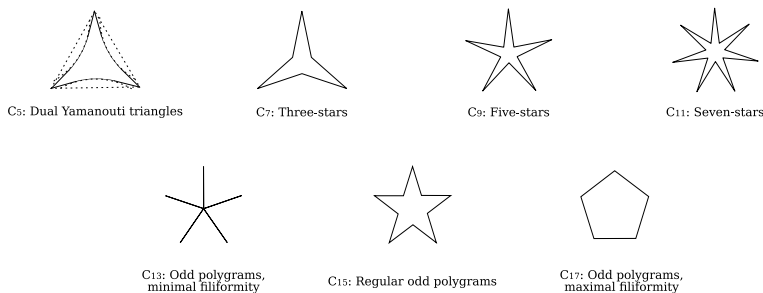 C5: Dual Yamanouti triangles
C7: Three-stars
C9: Five-stars
C11: Seven-stars
C13: Odd polygrams,
minimal filiformity
C15: Regular odd polygrams
C17: Odd polygrams,
maximal filiformity